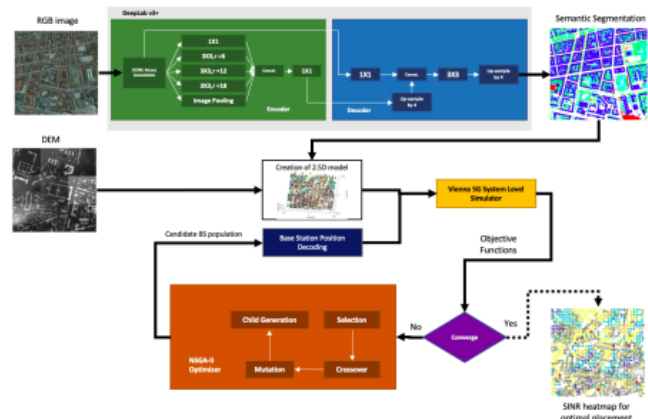 DeepLab v3+
RGB image
Semantic Segmentation
1X1
3X3,r =6
3X3,r =12
3X3,r =18
Image Pooling
Concat.
1X1
Encoder
1X1
Concat.
3X3
Up-sample
by 4
Up-sample
by 4
Decoder
DEM
Creation of 2.5D model
Vienna 5G System Level
Simulator
Candidate BS population
Base Station Position
Decoding
Objective
Functions
Child Generation
Selection
NSGA-II
Optimizer
Mutation
Crossover
No
Converge
Yes
SINR heatmap for
optimal placement